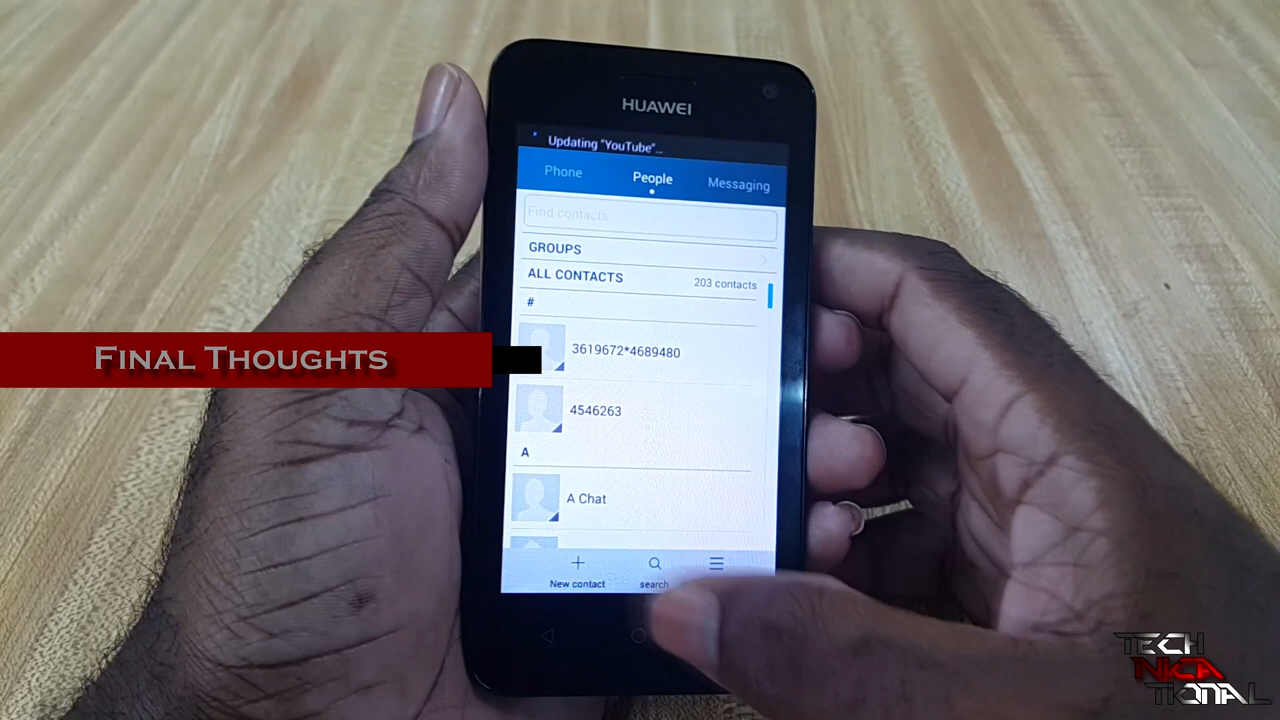 HUAWEI
Updating "YouTube"...
Phone People Messaging
Find contacts
GROUPS
ALL CONTACTS 203 contacts
#
3619672*4689480
4546263
A
A Chat
New contact search
FINAL THOUGHTS
TECH
NICA
TIONAL